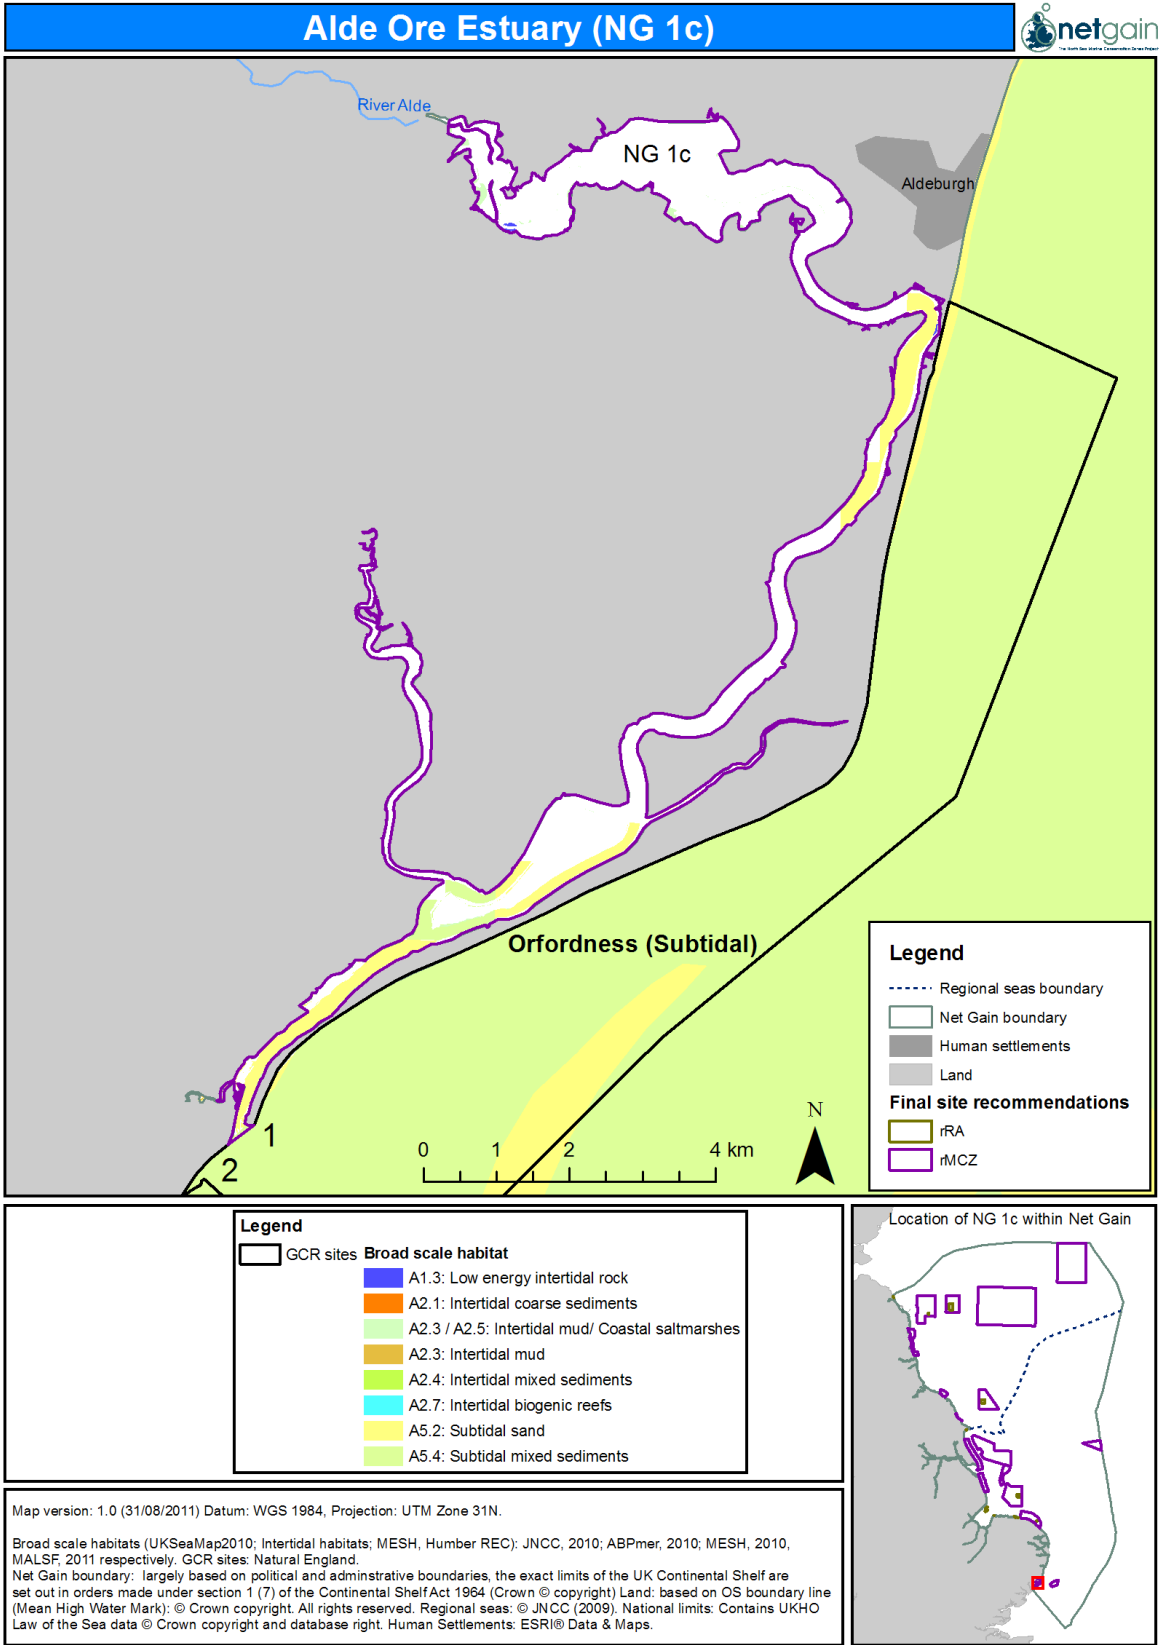 Alde Ore Estuary (NG 1c)
netgain
The North Sea Marine Conservation Zones Project
River Alde
NG 1c
Aldeburgh
Orfordness (Subtidal)
1
2
0 1 2 4 km
N
Legend
Regional seas boundary
Net Gain boundary
Human settlements
Land
Final site recommendations
rRA
rMCZ
Legend
GCR sites
Broad scale habitat
A1.3: Low energy intertidal rock
A2.1: Intertidal coarse sediments
A2.3 / A2.5: Intertidal mud/ Coastal saltmarshes
A2.3: Intertidal mud
A2.4: Intertidal mixed sediments
A2.7: Intertidal biogenic reefs
A5.2: Subtidal sand
A5.4: Subtidal mixed sediments
Location of NG 1c within Net Gain
Map version: 1.0 (31/08/2011) Datum: WGS 1984, Projection: UTM Zone 31N.
Broad scale habitats (UKSeaMap2010; Intertidal habitats; MESH, Humber REC): JNCC, 2010; ABPmer, 2010; MESH, 2010,
MALSF, 2011 respectively. GCR sites: Natural England.
Net Gain boundary: largely based on political and adminstrative boundaries, the exact limits of the UK Continental Shelf are
set out in orders made under section 1 (7) of the Continental Shelf Act 1964 (Crown © copyright) Land: based on OS boundary line
(Mean High Water Mark): © Crown copyright. All rights reserved. Regional seas: © JNCC (2009). National limits: Contains UKHO
Law of the Sea data © Crown copyright and database right. Human Settlements: ESRI® Data & Maps.